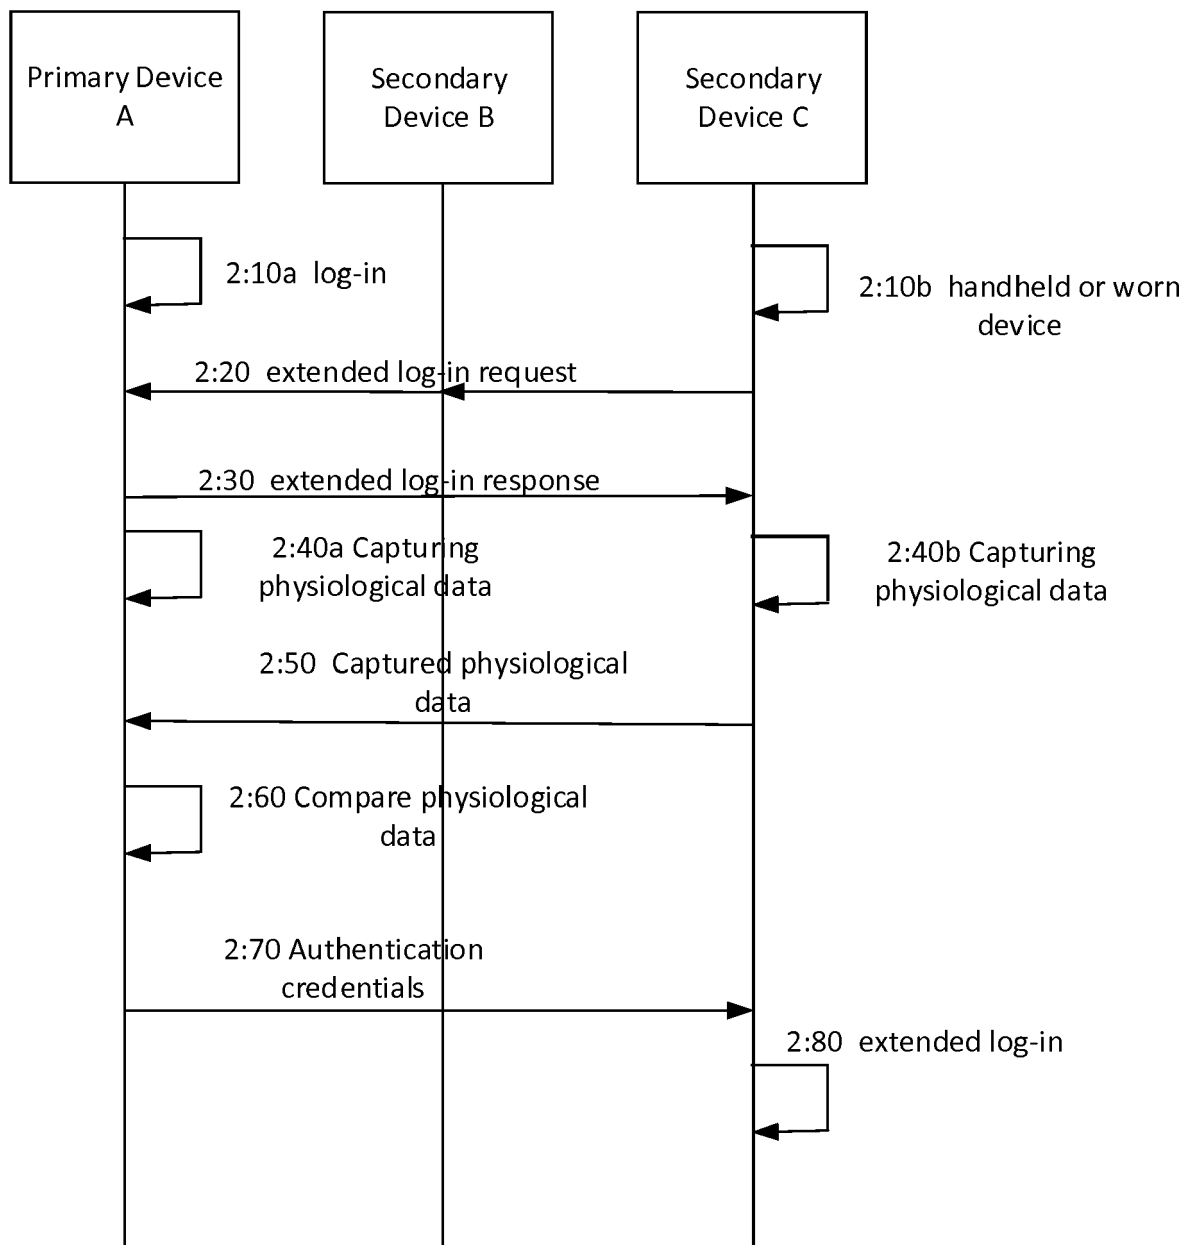 Primary Device
A
Secondary
Device B
Secondary
Device C
2:10a  log-in
2:10b  handheld or worn
device
2:20  extended log-in request
2:30  extended log-in response
2:40a Capturing
physiological data
2:40b Capturing
physiological data
2:50  Captured physiological
data
2:60 Compare physiological
data
2:70 Authentication
credentials
2:80  extended log-in